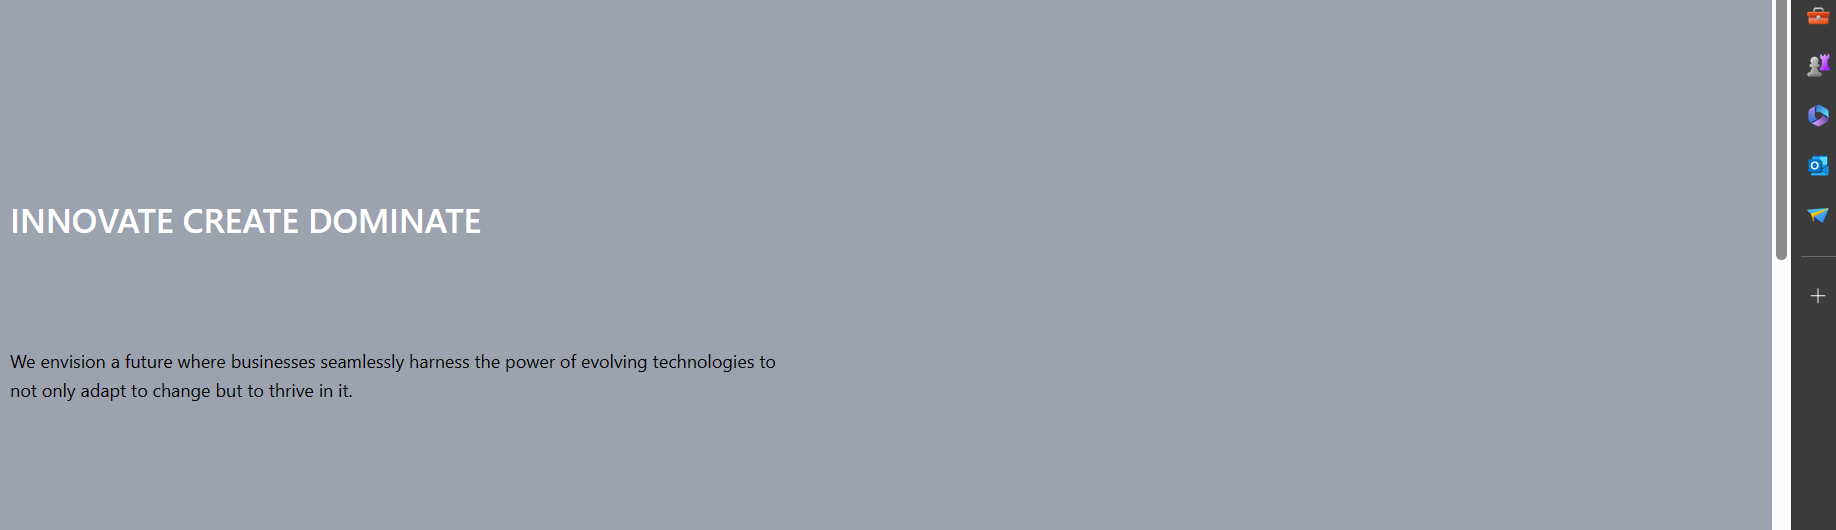 INNOVATE CREATE DOMINATE
We envision a future where businesses seamlessly harness the power of evolving technologies to
not only adapt to change but to thrive in it.